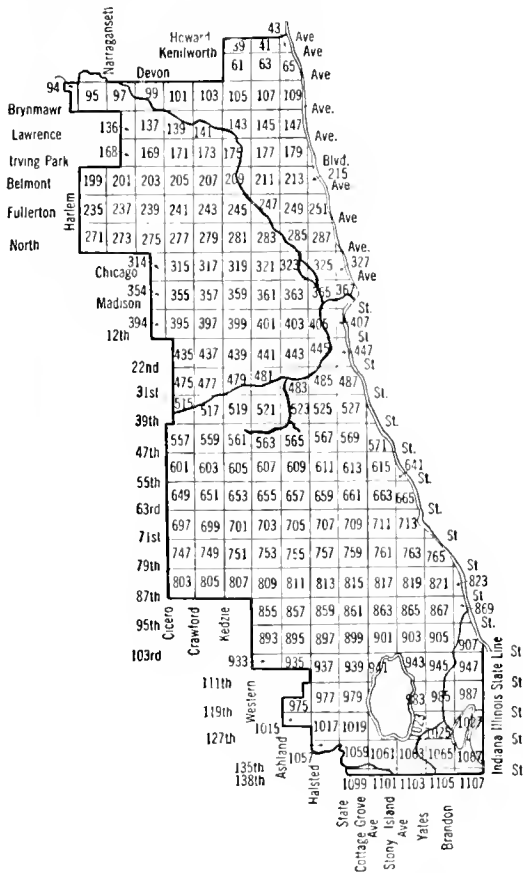 43
Howard 39 41 Ave
Narragansett
Kenilworth Ave
61 63 65
Devon Ave
94 95 97 99 101 103 105 107 109
Brynmawr Ave.
136 137 139 141 143 145 147
Lawrence Ave.
168 169 171 173 175 177 179
Irving Park Blvd.
199 201 203 205 207 209 211 213 215
Belmont Ave
235 237 239 241 243 245 247 249 251
Fullerton Ave
Harlem
271 273 275 277 279 281 283 285 287
North Ave.
314 315 317 319 321 323 325 327
Chicago Ave
354 355 357 359 361 363 365 367
Madison St.
394 395 397 399 401 403 405 407
12th St
435 437 439 441 443 445 447
22nd St
475 477 479 481 483 485 487
31st St.
515 517 519 521 523 525 527
39th St.
557 559 561 563 565 567 569 571
47th St.
601 603 605 607 609 611 613 615 641
55th St.
649 651 653 655 657 659 661 663 665
63rd St.
697 699 701 703 705 707 709 711 713
71st St
747 749 751 753 755 757 759 761 763 765
79th St
803 805 807 809 811 813 815 817 819 821 823
87th St
855 857 859 861 863 865 867 869
95th St
893 895 897 899 901 903 905 907
103rd St
Cicero
Crawford
Kedzie
933 935 937 939 941 943 945 947
111th St
975 977 979 983 985 987
119th St
1015 1017 1019 1021 1025 1027
127th St
1057 1059 1061 1063 1065 1067
135th St
138th St
1099 1101 1103 1105 1107
Western
Ashland
Halsted
State
Cottage Grove Ave
Stony Island Ave
Yates
Brandon
Indiana Illinois State Line